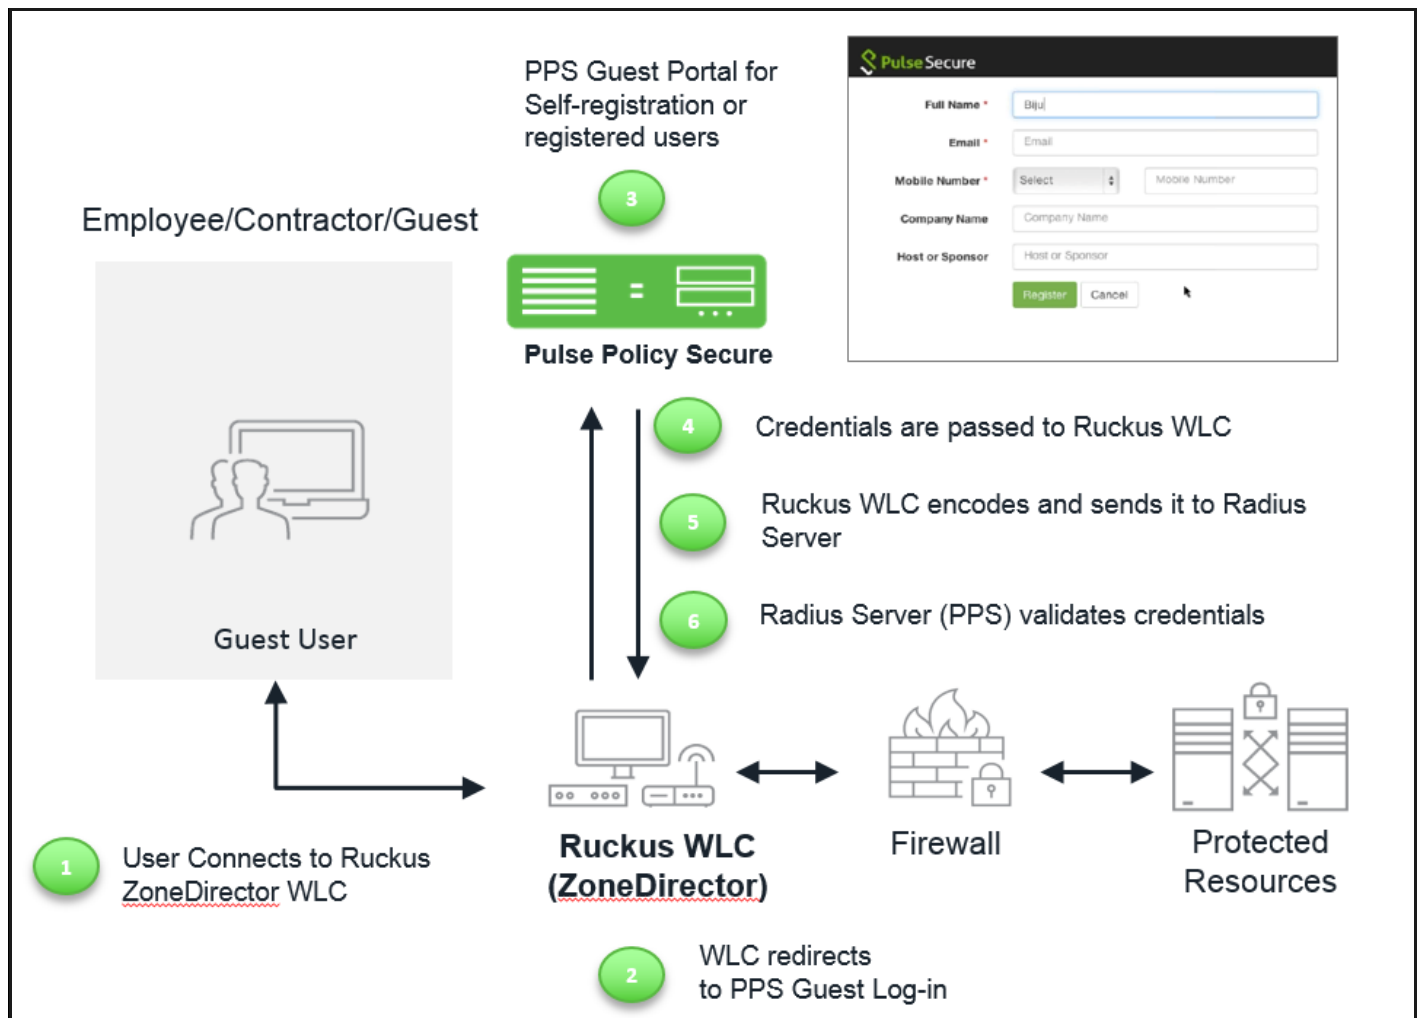 PPS Guest Portal for
Self-registration or
registered users
3
Employee/Contractor/Guest
Pulse Policy Secure
PulseSecure
Full Name *
Biju
Email *
Email
Mobile Number *
Select
Mobile Number
Company Name
Company Name
Host or Sponsor
Host or Sponsor
Register
Cancel
4
Credentials are passed to Ruckus WLC
5
Ruckus WLC encodes and sends it to Radius
Server
6
Radius Server (PPS) validates credentials
Guest User
1
User Connects to Ruckus
ZoneDirector WLC
Ruckus WLC
(ZoneDirector)
Firewall
Protected
Resources
2
WLC redirects
to PPS Guest Log-in